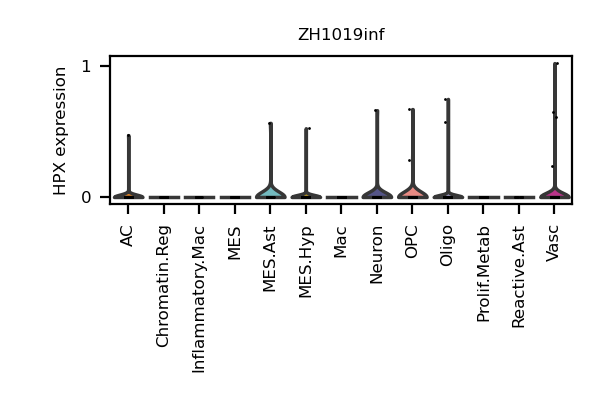 ZH1019inf
HPX expression
1
0
AC
Chromatin.Reg
Inflammatory.Mac
MES
MES.Ast
MES.Hyp
Mac
Neuron
OPC
Oligo
Prolif.Metab
Reactive.Ast
Vasc